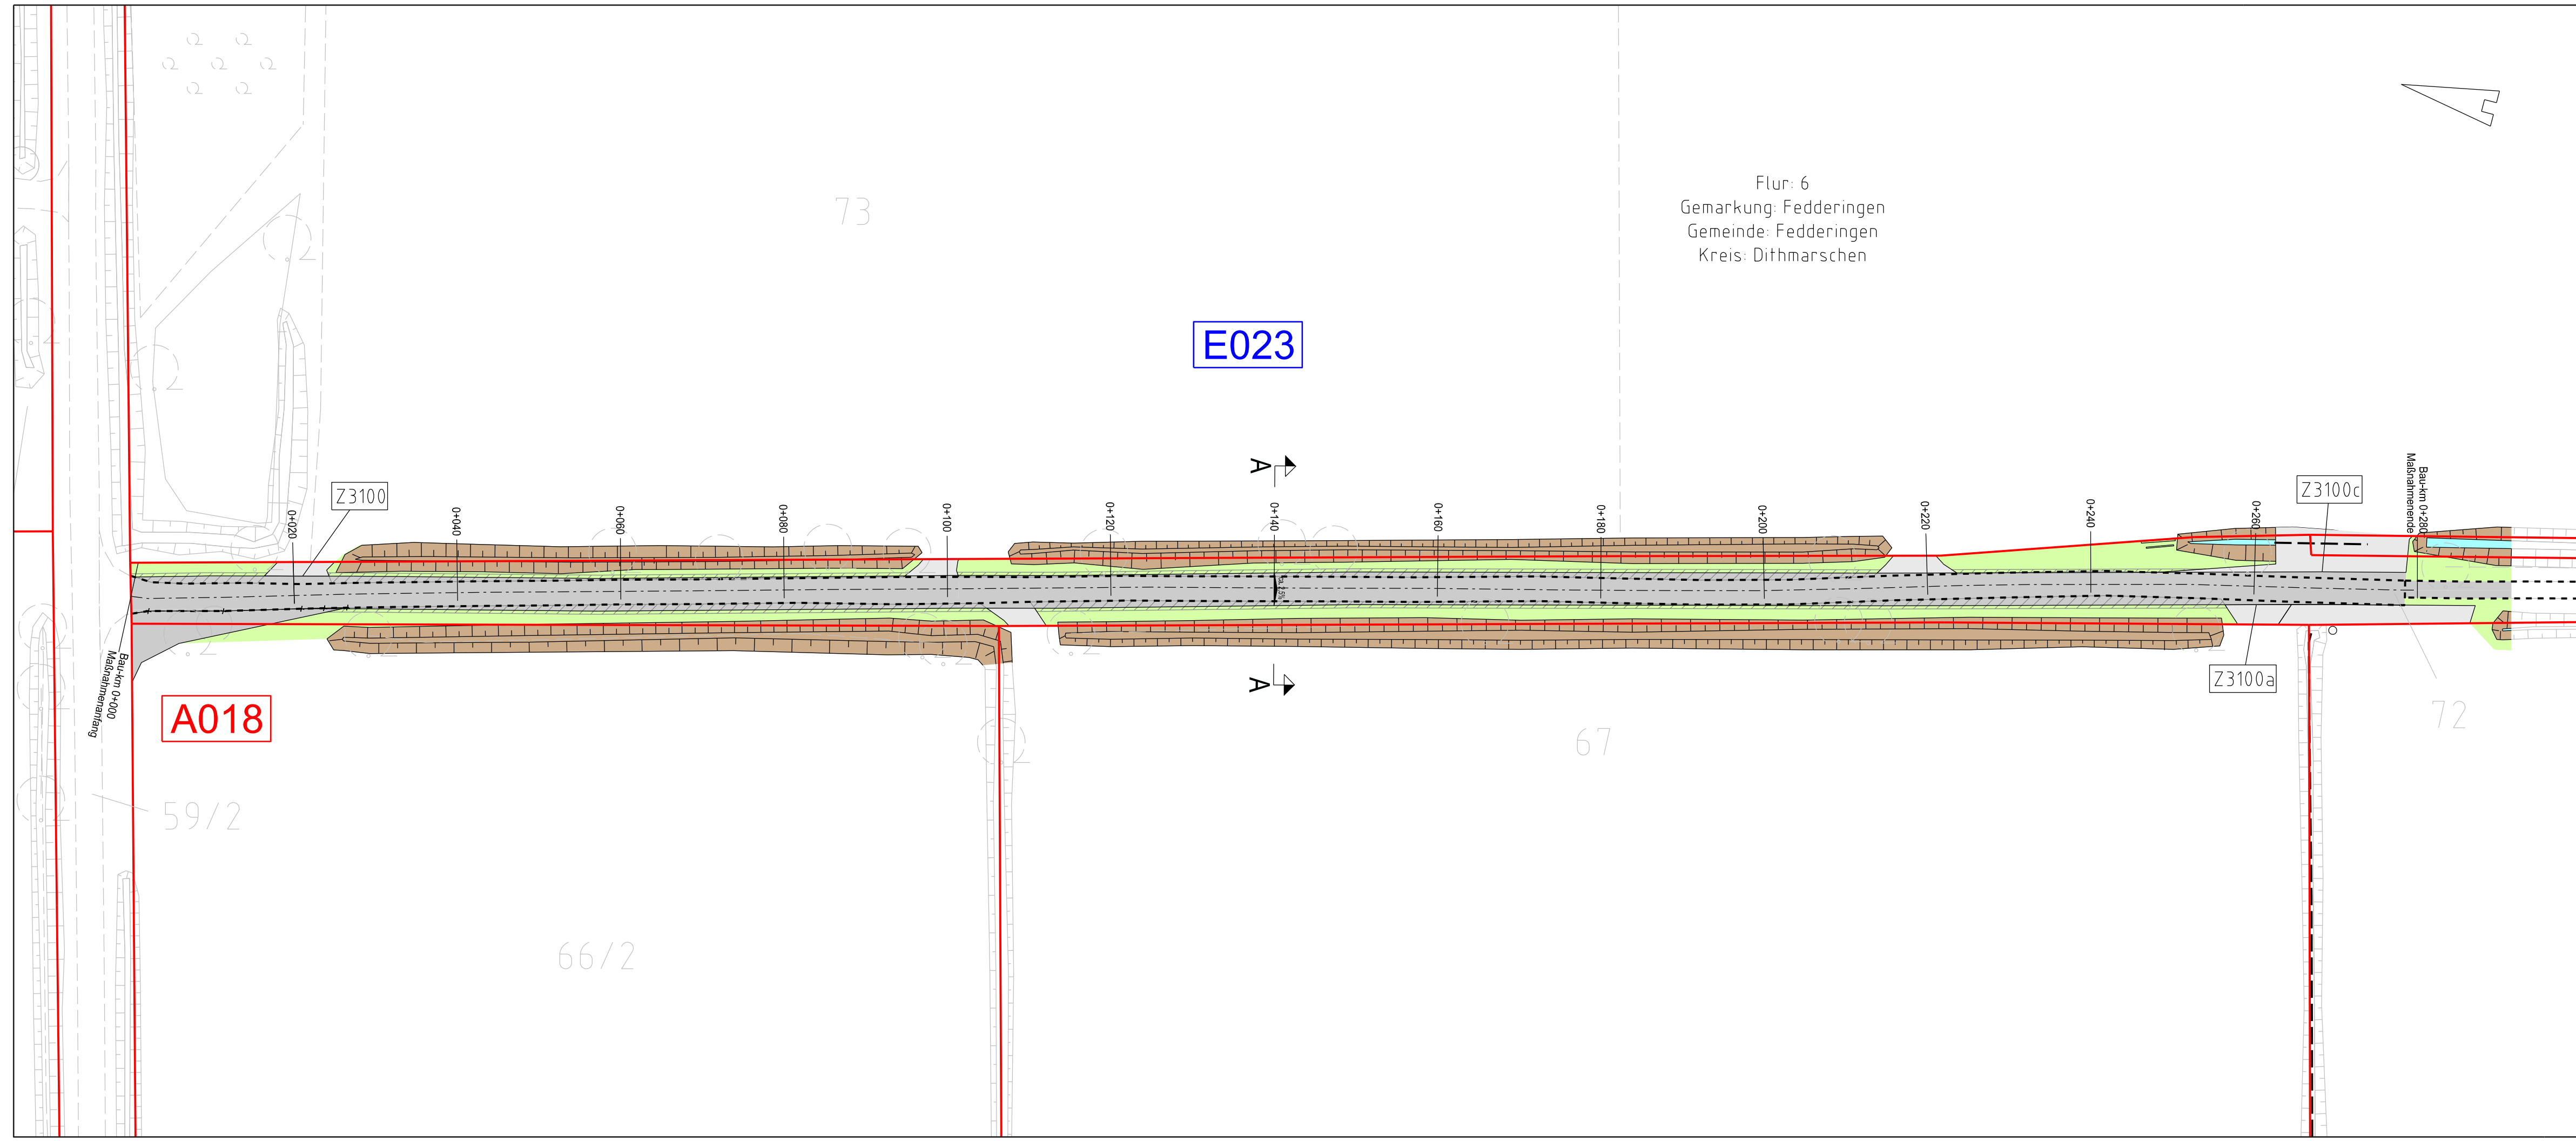 73
Flur: 6
Gemarkung: Fedderingen
Gemeinde: Fedderingen
Kreis: Dithmarschen
E023
A
Z3100
Z3100c
Bau-km 0+280
Maßnahmenende
0+020
0+040
0+060
0+080
0+100
0+120
0+140
0+160
0+180
0+200
0+220
0+240
0+260
Bau-km 0+000
Maßnahmenanfang
A
Z3100a
A018
67
72
59/2
66/2